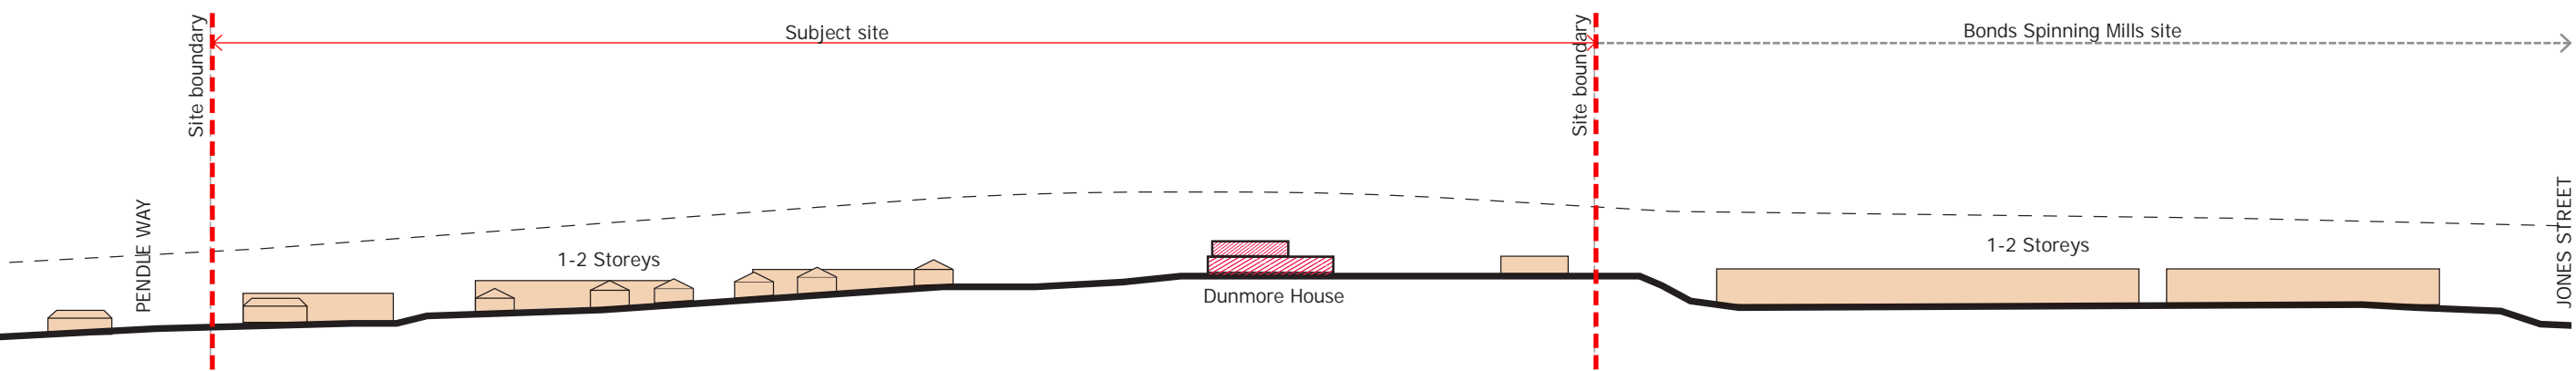 Site boundary
Subject site
Site boundary
Bonds Spinning Mills site
PENDLE WAY
1-2 Storeys
Dunmore House
1-2 Storeys
JONES STREET